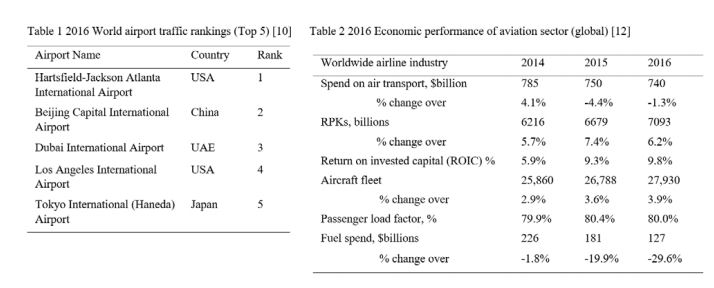 Table 1 2016 World airport traffic rankings (Top 5) [10]
Airport Name Country Rank
Hartsfield-Jackson Atlanta USA 1
International Airport
Beijing Capital International China 2
Airport
Dubai International Airport UAE 3
Los Angeles International USA 4
Airport
Tokyo International (Haneda) Japan 5
Airport
Table 2 2016 Economic performance of aviation sector (global) [12]
Worldwide airline industry 2014 2015 2016
Spend on air transport, $billion 785 750 740
% change over 4.1% -4.4% -1.3%
RPKs, billions 6216 6679 7093
% change over 5.7% 7.4% 6.2%
Return on invested capital (ROIC) % 5.9% 9.3% 9.8%
Aircraft fleet 25,860 26,788 27,930
% change over 2.9% 3.6% 3.9%
Passenger load factor, % 79.9% 80.4% 80.0%
Fuel spend, $billions 226 181 127
% change over -1.8% -19.9% -29.6%